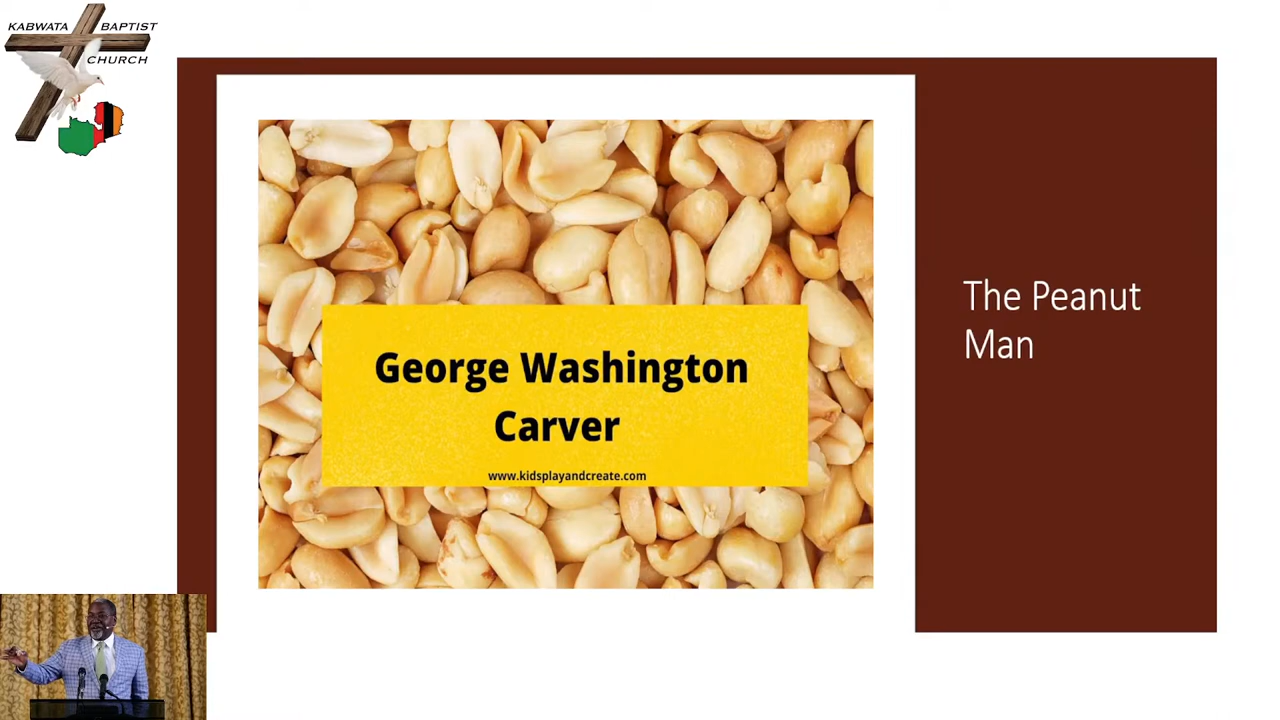 KABWATA BAPTIST
CHURCH
George Washington
Carver
www.kidsplayandcreate.com
The Peanut
Man